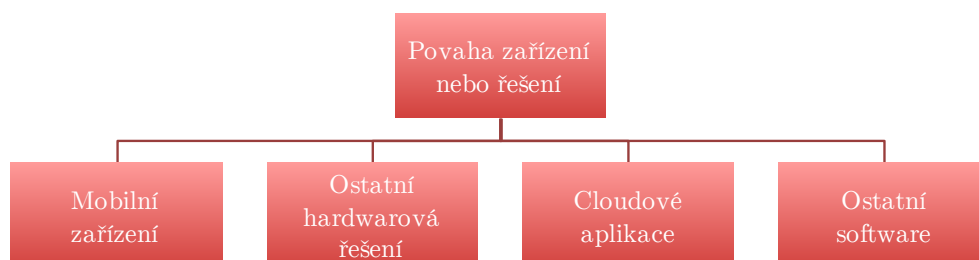 Povaha zařízení
nebo řešení
Mobilní
zařízení
Ostatní
hardwarová
řešení
Cloudové
aplikace
Ostatní
software